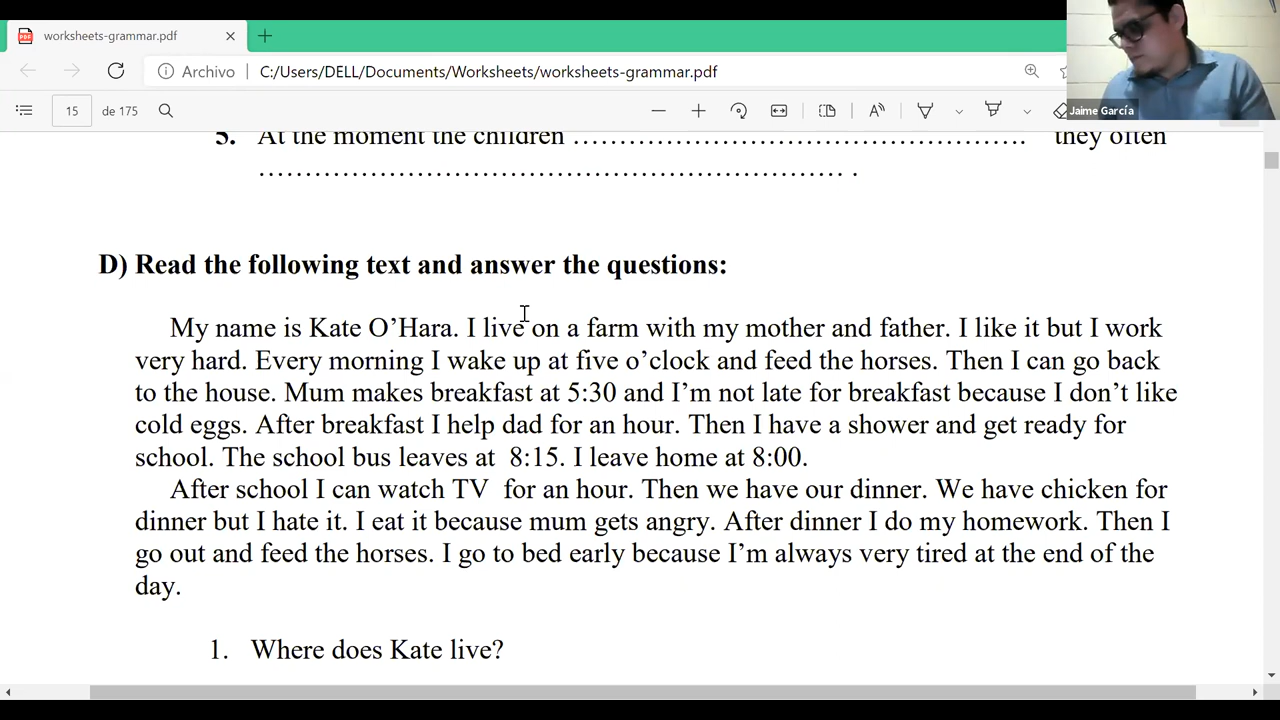 worksheets-grammar.pdf
Archivo C:/Users/DELL/Documents/Worksheets/worksheets-grammar.pdf
15 de 175
Jaime García
5. At the moment the children …………………………………………. they often
……………………………………………………… .
D) Read the following text and answer the questions:
My name is Kate O’Hara. I live on a farm with my mother and father. I like it but I work
very hard. Every morning I wake up at five o’clock and feed the horses. Then I can go back
to the house. Mum makes breakfast at 5:30 and I’m not late for breakfast because I don’t like
cold eggs. After breakfast I help dad for an hour. Then I have a shower and get ready for
school. The school bus leaves at 8:15. I leave home at 8:00.
After school I can watch TV for an hour. Then we have our dinner. We have chicken for
dinner but I hate it. I eat it because mum gets angry. After dinner I do my homework. Then I
go out and feed the horses. I go to bed early because I’m always very tired at the end of the
day.
1. Where does Kate live?